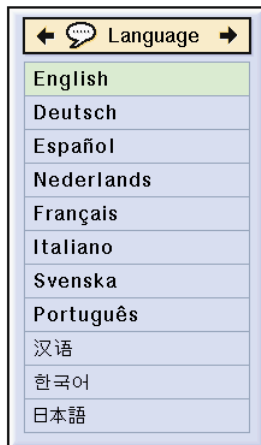 Language
English
Deutsch
Español
Nederlands
Français
Italiano
Svenska
Português
汉语
한국어
日本語